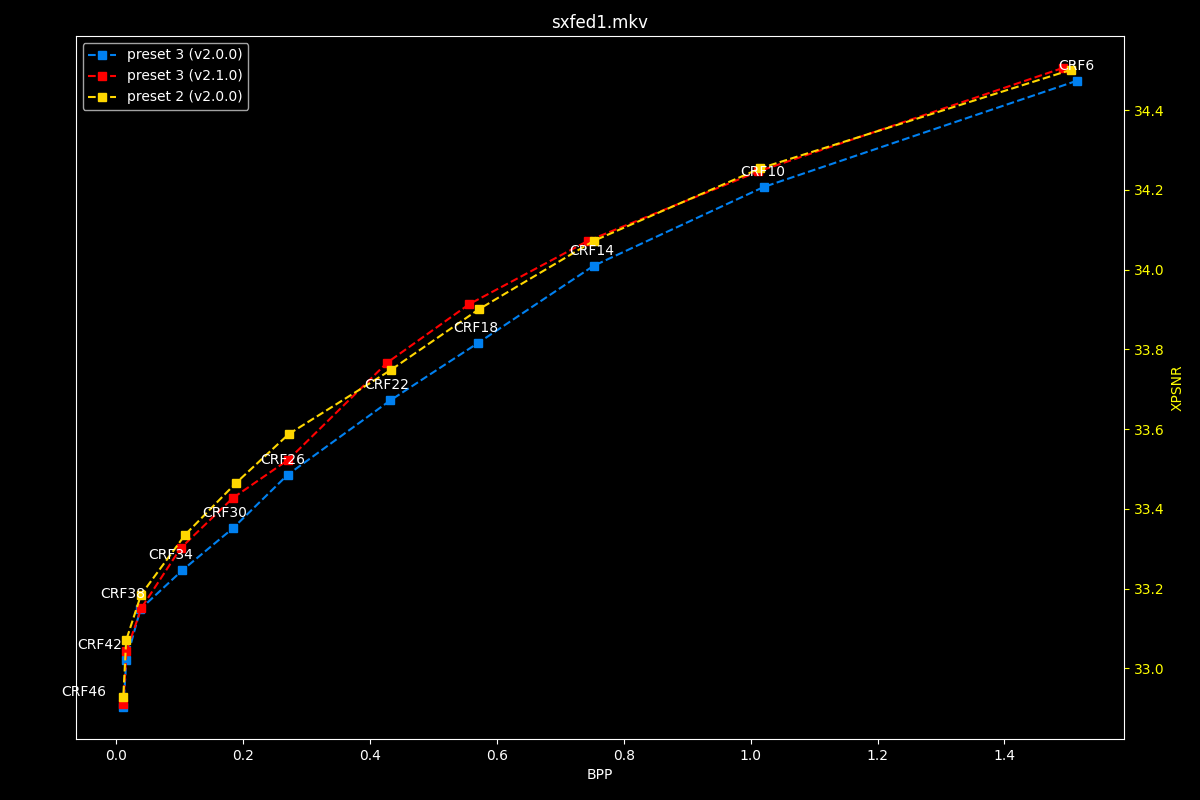 sxfed1.mkv
preset 3 (v2.0.0)
preset 3 (v2.1.0)
preset 2 (v2.0.0)
CRF6
CRF10
CRF14
CRF18
CRF22
CRF26
CRF30
CRF34
CRF38
CRF42
CRF46
34.4
34.2
34.0
33.8
33.6
33.4
33.2
33.0
XPSNR
0.0 0.2 0.4 0.6 0.8 1.0 1.2 1.4
BPP